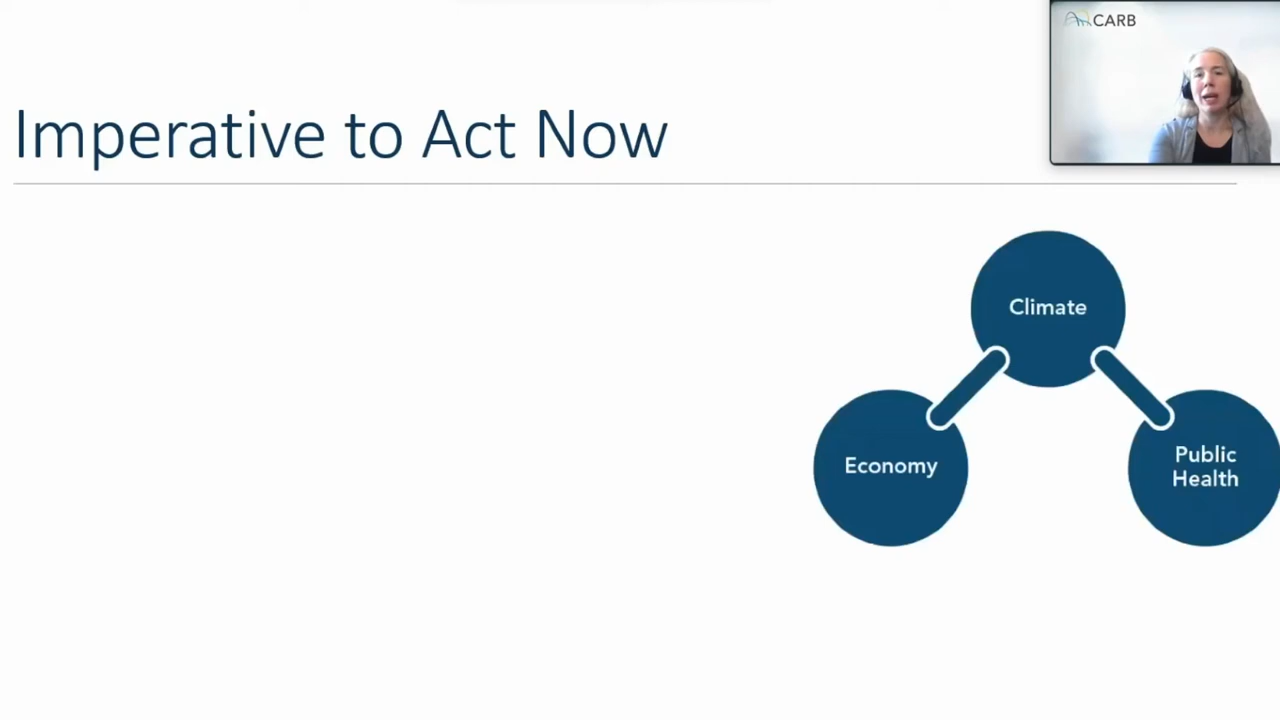 CARB
Imperative to Act Now
Climate
Economy
Public
Health